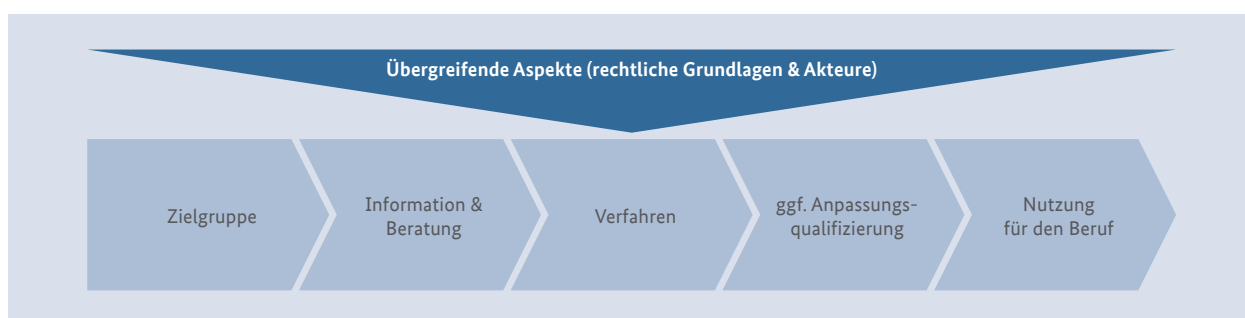 Übergreifende Aspekte (rechtliche Grundlagen & Akteure)
Zielgruppe
Information &
Beratung
Verfahren
ggf. Anpassungs-
qualifizierung
Nutzung
für den Beruf